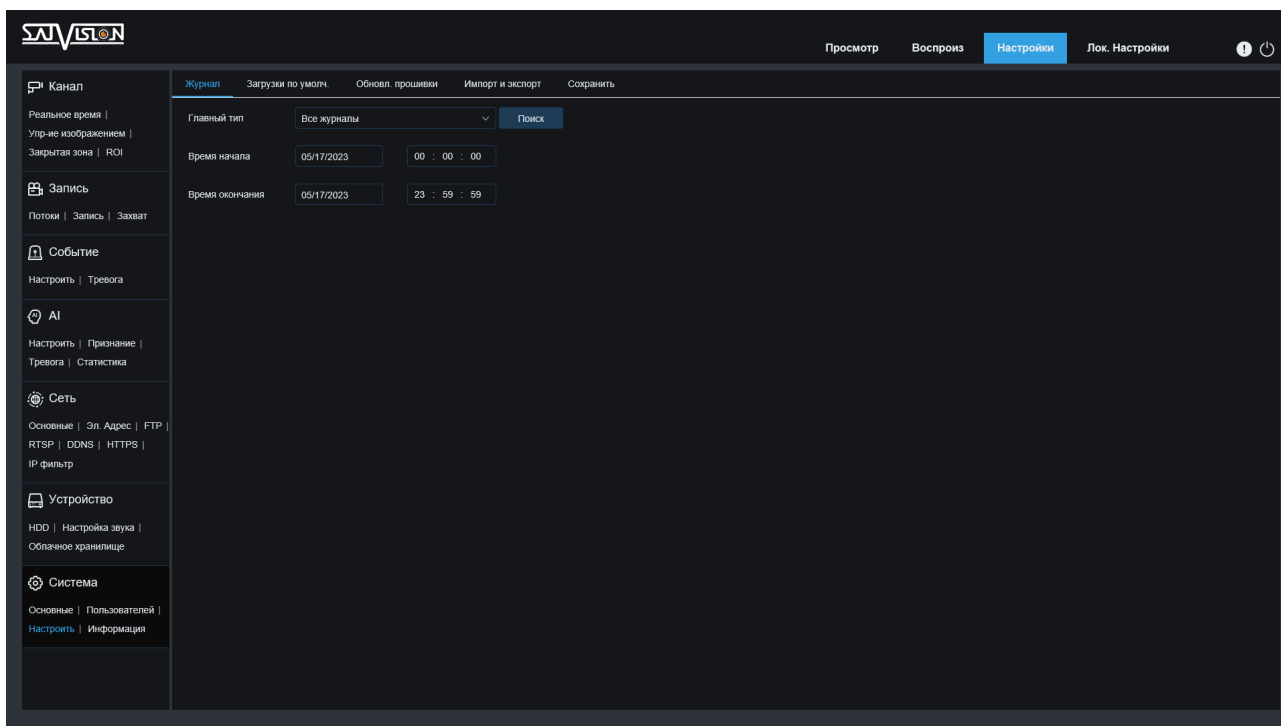 SATVISION
Просмотр Воспроиз Настройки Лок. Настройки
Канал
Реальное время |
Упр-ие изображением |
Закрытая зона | ROI
Запись
Потоки | Запись | Захват
Событие
Настроить | Тревога
AI
Настроить | Признание |
Тревога | Статистика
Сеть
Основные | Эл. Адрес | FTP |
RTSP | DDNS | HTTPS |
IP фильтр
Устройство
HDD | Настройка звука |
Облачное хранилище
Система
Основные | Пользователей |
Настроить | Информация
Журнал Загрузки по умолч. Обновл. прошивки Импорт и экспорт Сохранить
Главный тип Все журналы Поиск
Время начала 05/17/2023 00 : 00 : 00
Время окончания 05/17/2023 23 : 59 : 59